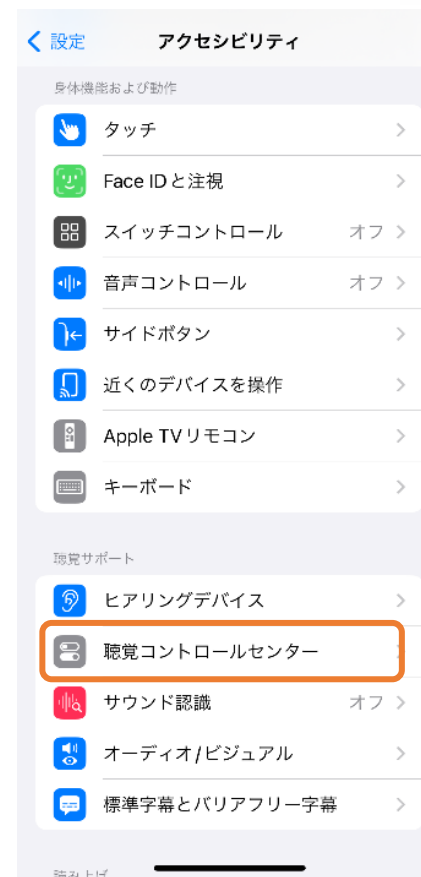 設定 アクセシビリティ
身体機能および動作
タッチ
Face IDと注視
スイッチコントロール オフ
音声コントロール オフ
サイドボタン
近くのデバイスを操作
Apple TVリモコン
キーボード
聴覚サポート
ヒアリングデバイス
聴覚コントロールセンター
サウンド認識 オフ
オーディオ/ビジュアル
標準字幕とバリアフリー字幕
読み上げ